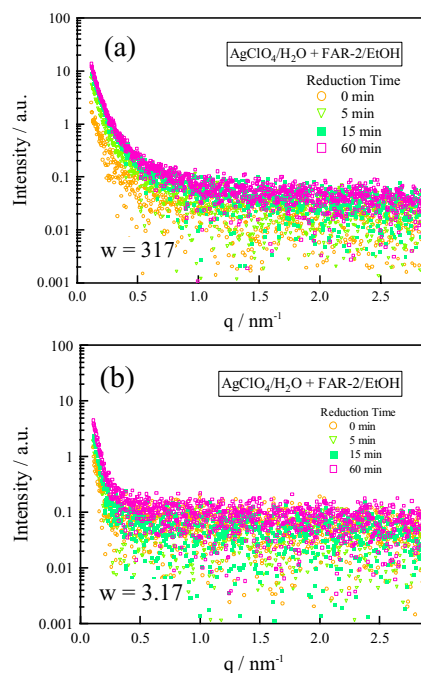 100
(a)
AgClO4/H2O + FAR-2/EtOH
10
Reduction Time
0 min
5 min
1
15 min
60 min
0.1
Intensity / a.u.
0.01
w = 317
0.001
0.0 0.5 1.0 1.5 2.0 2.5
q / nm-1
100
(b)
AgClO4/H2O + FAR-2/EtOH
10
Reduction Time
0 min
5 min
1
15 min
60 min
0.1
Intensity / a.u.
0.01
w = 3.17
0.001
0.0 0.5 1.0 1.5 2.0 2.5
q / nm-1